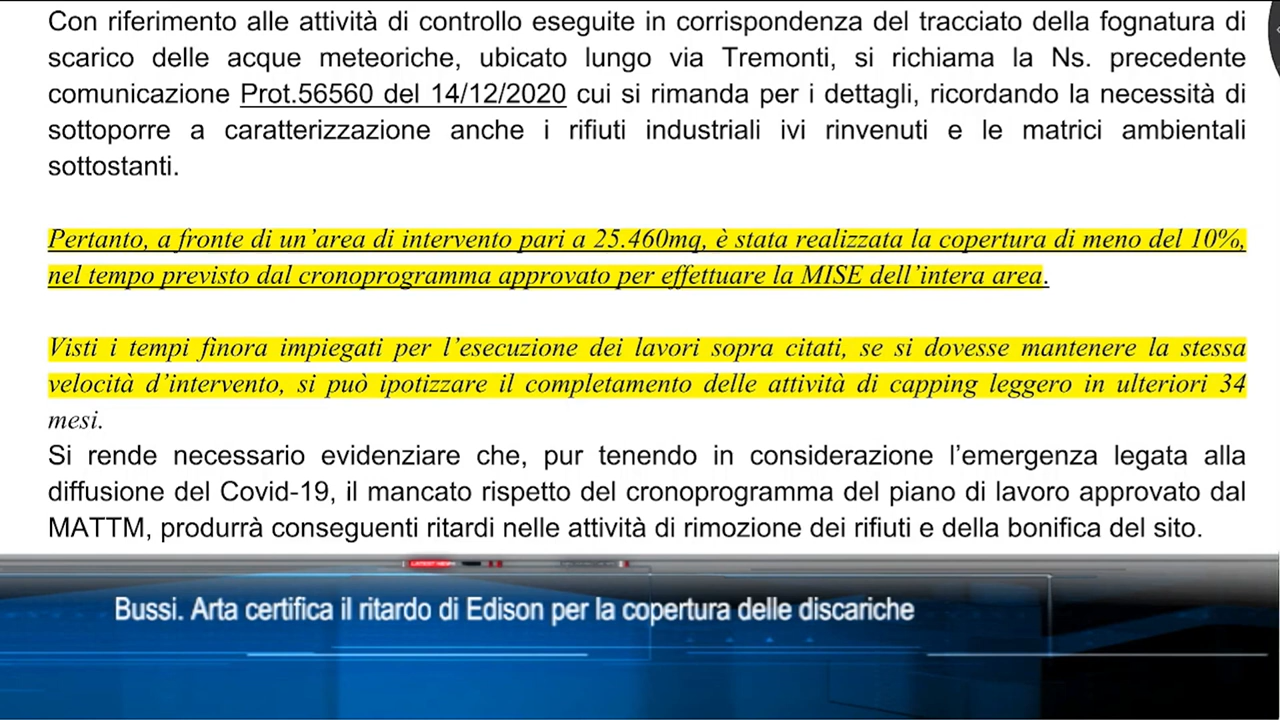 Con riferimento alle attività di controllo eseguite in corrispondenza del tracciato della fognatura di
scarico delle acque meteoriche, ubicato lungo via Tremonti, si richiama la Ns. precedente
comunicazione Prot.56560 del 14/12/2020 cui si rimanda per i dettagli, ricordando la necessità di
sottoporre a caratterizzazione anche i rifiuti industriali ivi rinvenuti e le matrici ambientali
sottostanti.
Pertanto, a fronte di un’area di intervento pari a 25.460mq, è stata realizzata la copertura di meno del 10%,
nel tempo previsto dal cronoprogramma approvato per effettuare la MISE dell’intera area.
Visti i tempi finora impiegati per l’esecuzione dei lavori sopra citati, se si dovesse mantenere la stessa
velocità d’intervento, si può ipotizzare il completamento delle attività di capping leggero in ulteriori 34
mesi.
Si rende necessario evidenziare che, pur tenendo in considerazione l’emergenza legata alla
diffusione del Covid-19, il mancato rispetto del cronoprogramma del piano di lavoro approvato dal
MATTM, produrrà conseguenti ritardi nelle attività di rimozione dei rifiuti e della bonifica del sito.
LATEST NEWS
Bussi. Arta certifica il ritardo di Edison per la copertura delle discariche